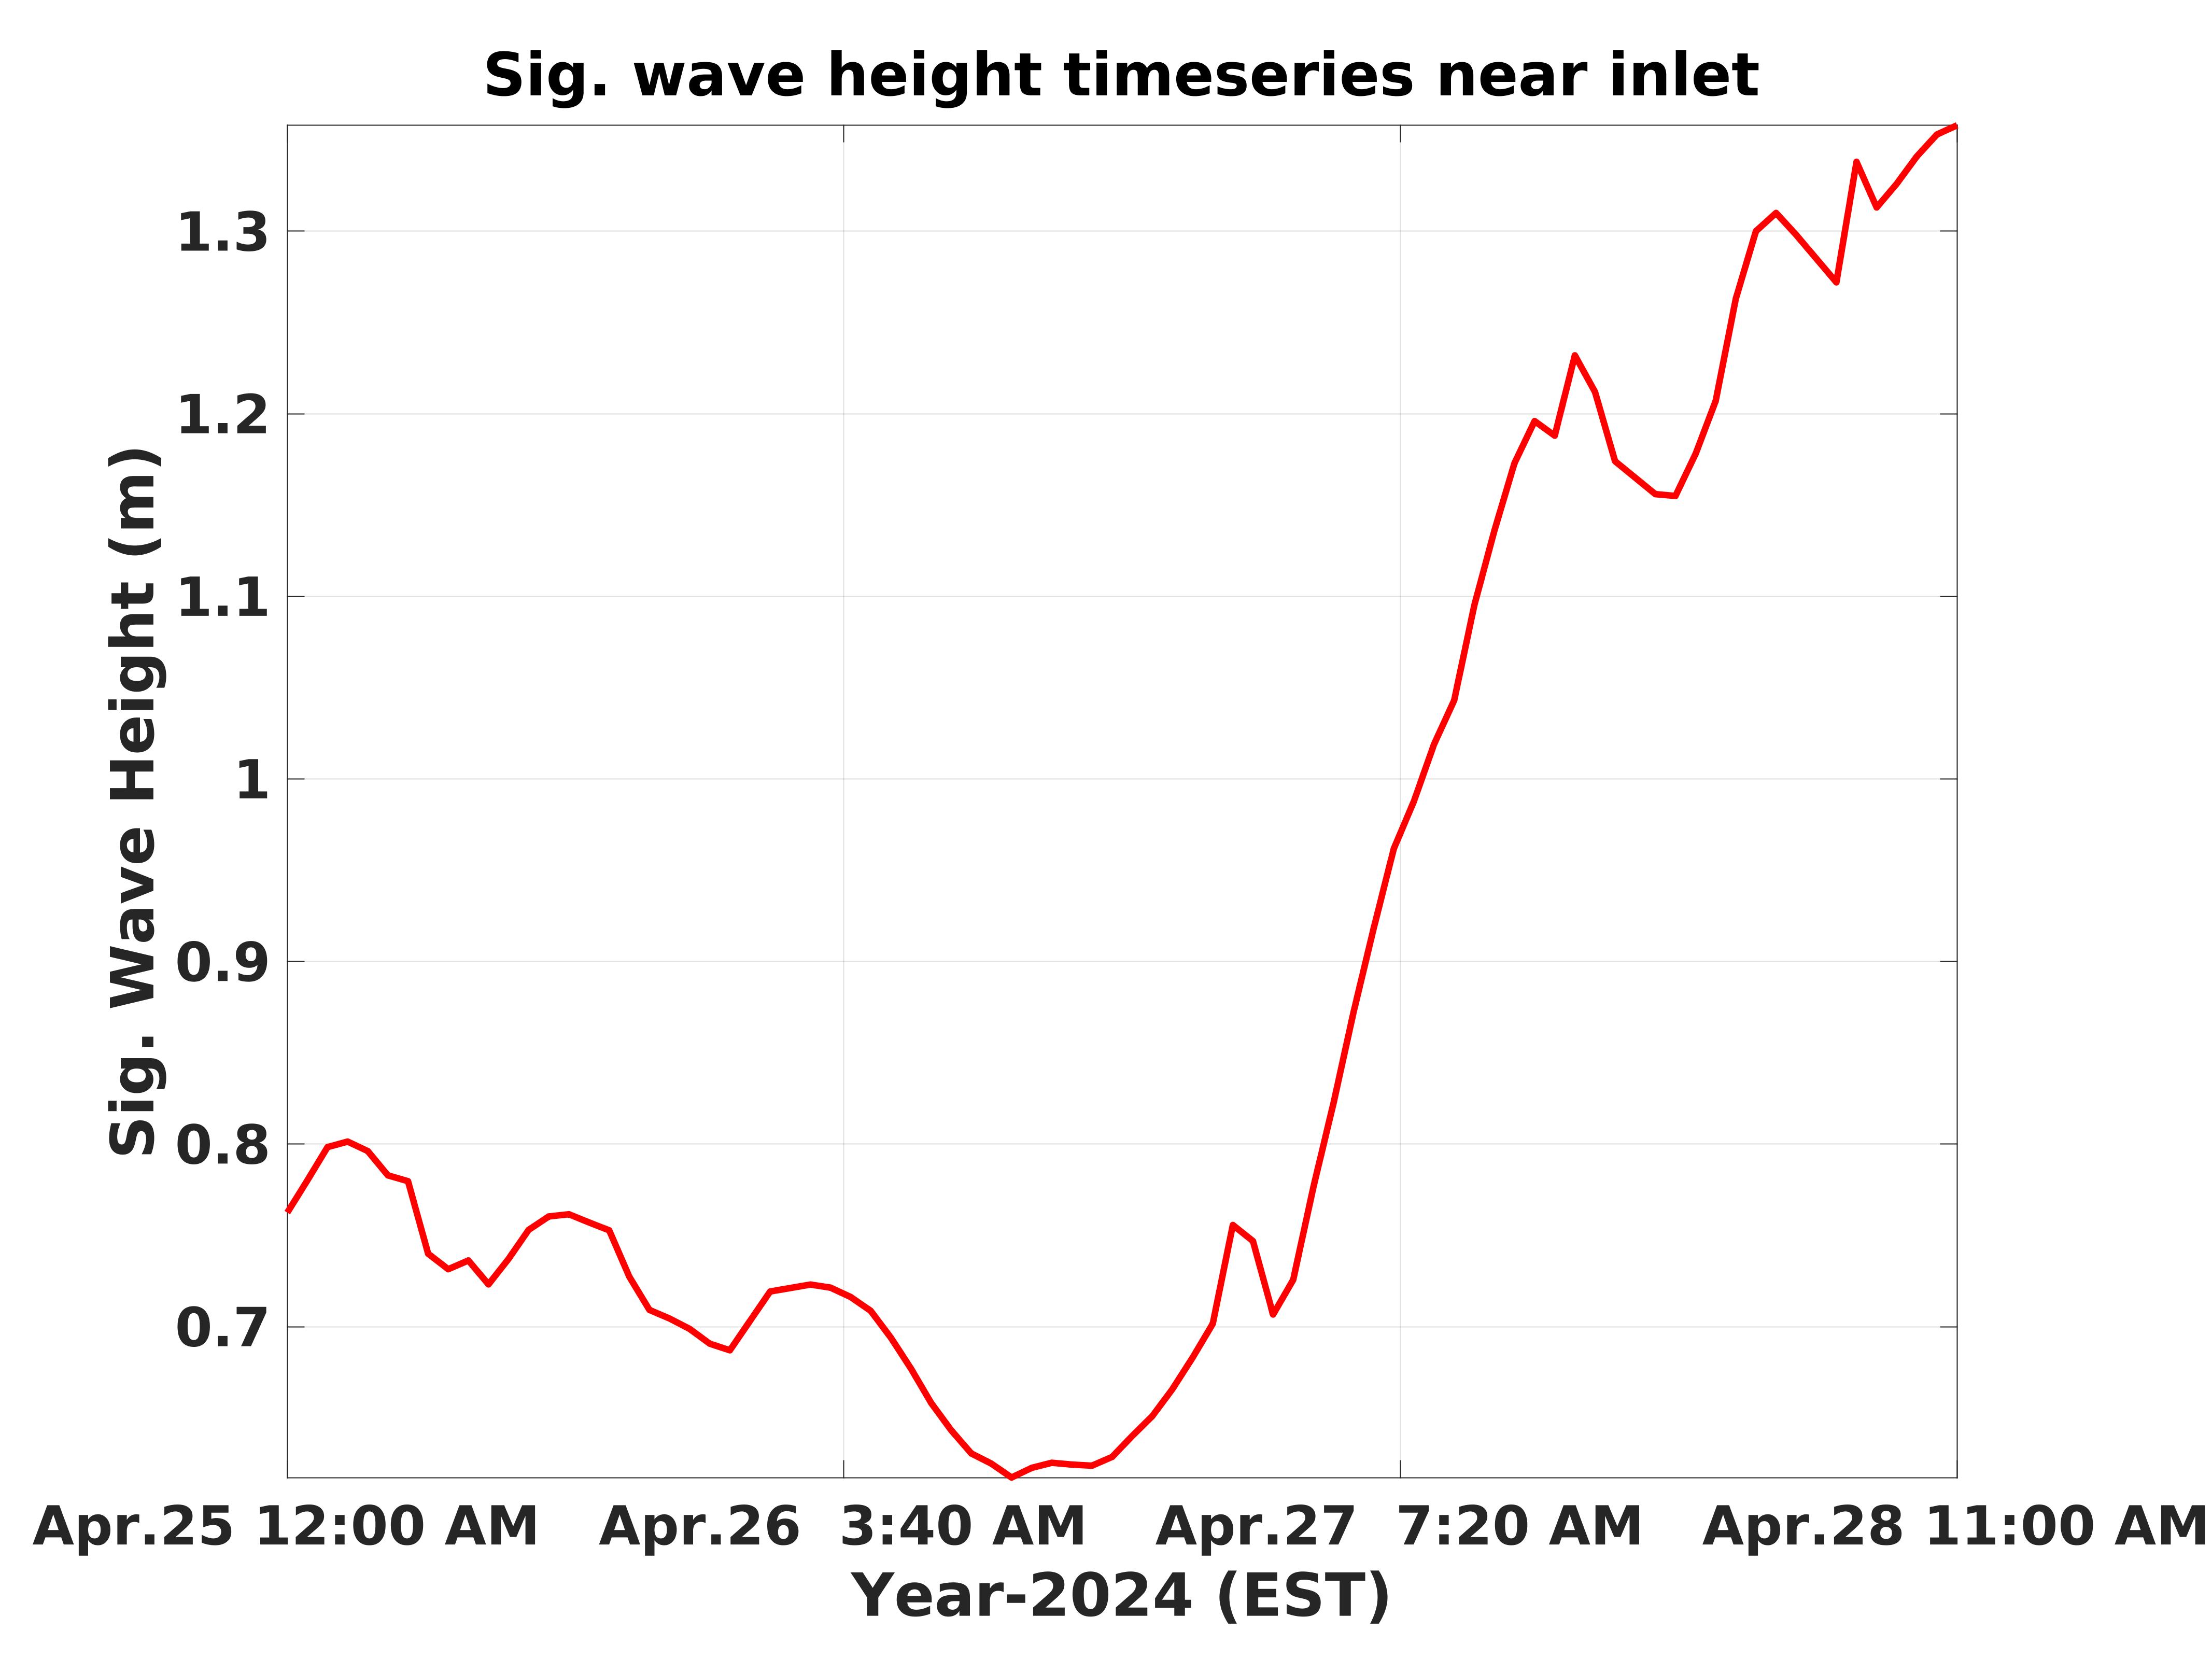 Sig. wave height timeseries near inlet
Sig. Wave Height (m)
1.3
1.2
1.1
1
0.9
0.8
0.7
Apr.25 12:00 AM Apr.26 3:40 AM Apr.27 7:20 AM Apr.28 11:00 AM
Year-2024 (EST)